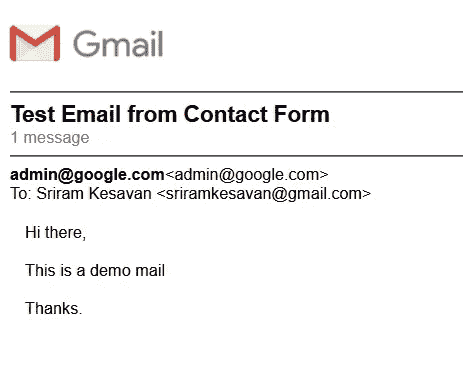 Gmail
Test Email from Contact Form
1 message
admin@google.com<admin@google.com>
To: Sriram Kesavan <sriramkesavan@gmail.com>
Hi there,
This is a demo mail
Thanks.